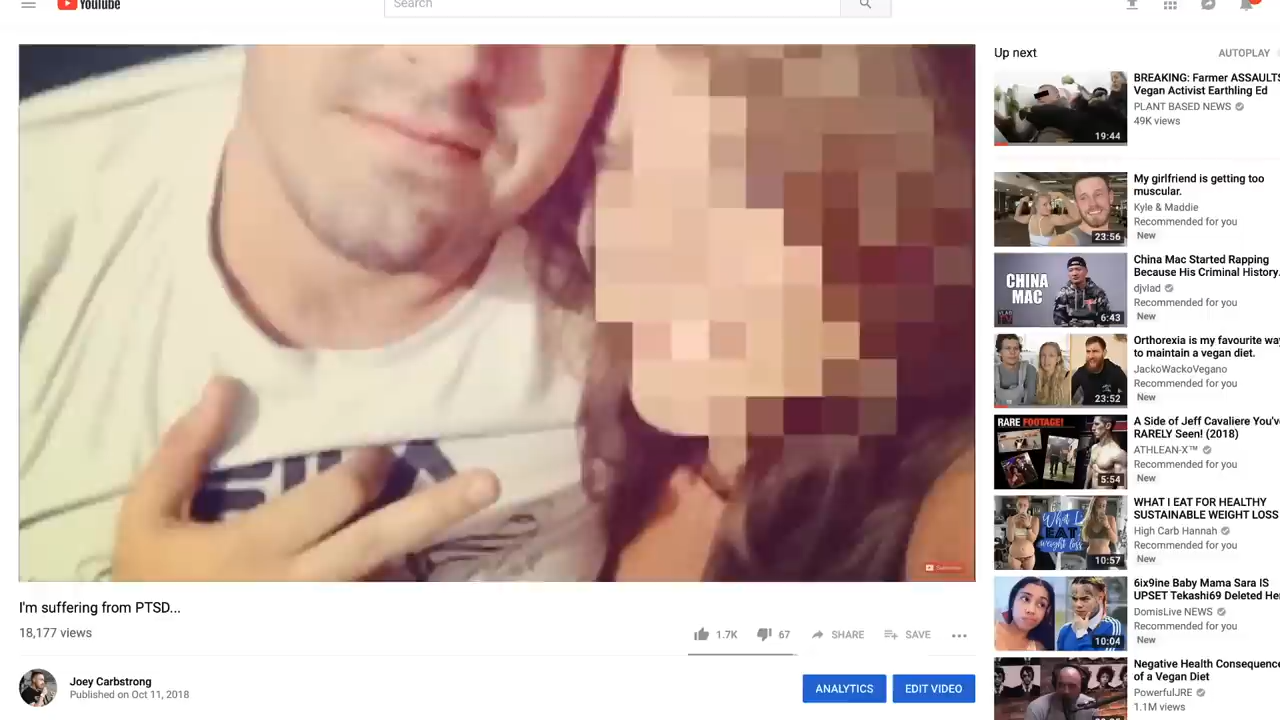 YouTube
Search
FILA
I'm suffering from PTSD...
18,177 views
1.7K
67
SHARE
SAVE
Joey Carbstrong
Published on Oct 11, 2018
ANALYTICS
EDIT VIDEO
Up next
AUTOPLAY
19:44
BREAKING: Farmer ASSAULTS
Vegan Activist Earthling Ed
PLANT BASED NEWS
49K views
23:56
My girlfriend is getting too
muscular.
Kyle & Maddie
Recommended for you
New
CHINA
MAC
6:43
China Mac Started Rapping
Because His Criminal History.
djvlad
Recommended for you
New
23:52
Orthorexia is my favourite way
to maintain a vegan diet.
JackoWackoVegano
Recommended for you
New
RARE FOOTAGE!
5:54
A Side of Jeff Cavaliere You'v
RARELY Seen! (2018)
ATHLEAN-X™
Recommended for you
New
What I
EAT
weight loss
10:57
WHAT I EAT FOR HEALTHY
SUSTAINABLE WEIGHT LOSS
High Carb Hannah
Recommended for you
New
10:04
6ix9ine Baby Mama Sara IS
UPSET Tekashi69 Deleted He
DomisLive NEWS
Recommended for you
New
Negative Health Consequence
of a Vegan Diet
PowerfulJRE
1.1M views